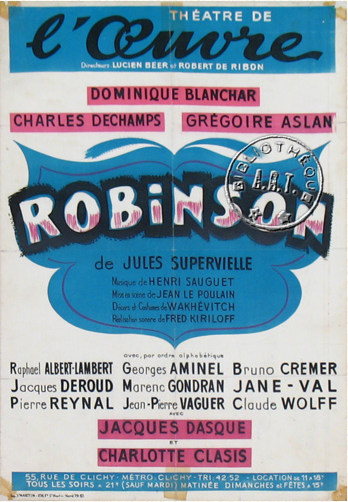 THÉATRE DE
l'Œuvre
Directeurs LUCIEN BEER et ROBERT DE RIBON
DOMINIQUE BLANCHAR
CHARLES DECHAMPS GRÉGOIRE ASLAN
BIBLIOTHÈQUE
A.R.T.
ROBiNSON
de JULES SUPERVIELLE
Musique de HENRI SAUGUET
Mise en scène de JEAN LE POULAIN
Décors et Costumes de WAKHÉVITCH
Réalisation sonore de FRED KIRILOFF
avec, par ordre alphabétique
Raphael ALBERT-LAMBERT Georges AMINEL Bruno CREMER
Jacques DEROUD Marenc GONDRAN JANE-VAL
Pierre REYNAL Jean-Pierre VAGUER Claude WOLFF
AVEC
JACQUES DASQUE
ET
CHARLOTTE CLASIS
55, RUE DE CLICHY - MÉTRO: CLICHY - TRI: 42 52 - LOCATION DE 11 à 18ʰ
TOUS LES SOIRS à 21ʰ (SAUF MARDI) MATINÉE DIMANCHES et FÊTES à 15ʰ